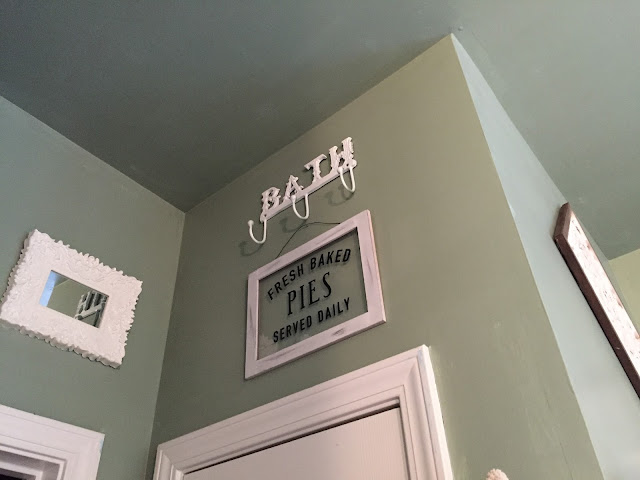 BATH
FRESH BAKED
PIES
SERVED DAILY